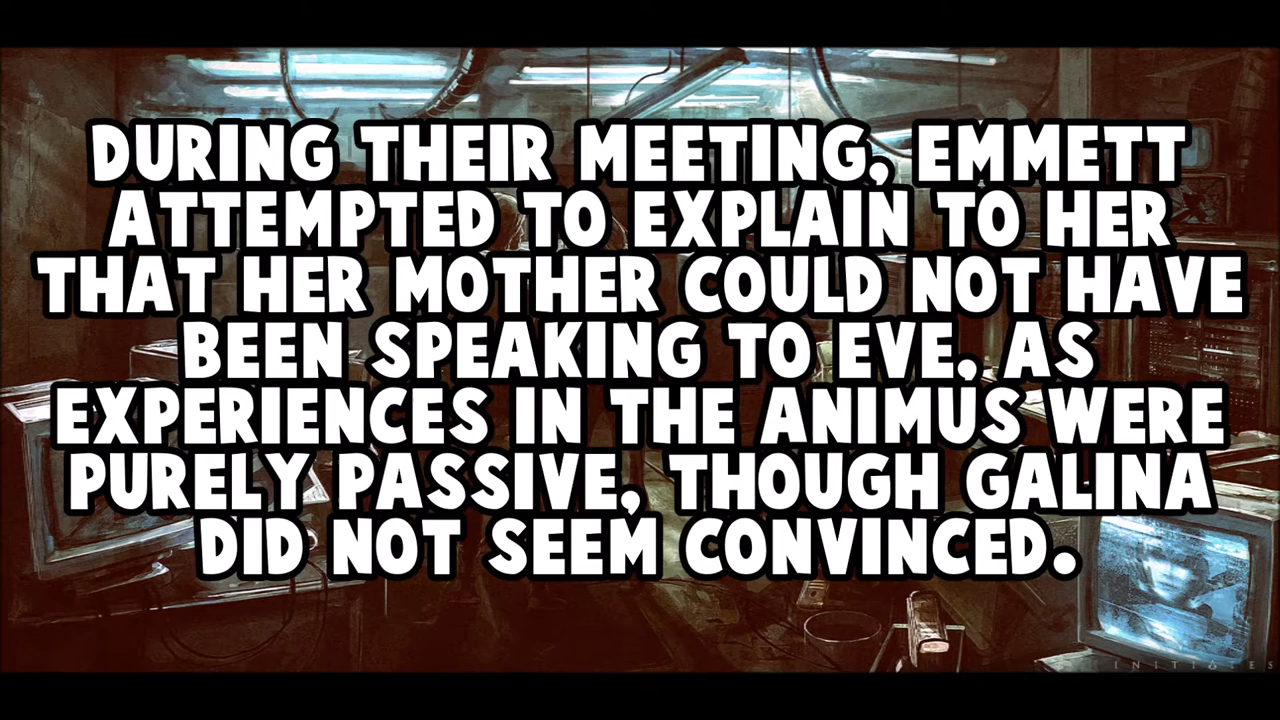 DURING THEIR MEETING, EMMETT
ATTEMPTED TO EXPLAIN TO HER
THAT HER MOTHER COULD NOT HAVE
BEEN SPEAKING TO EVE, AS
EXPERIENCES IN THE ANIMUS WERE
PURELY PASSIVE, THOUGH GALINA
DID NOT SEEM CONVINCED.
INITIATES